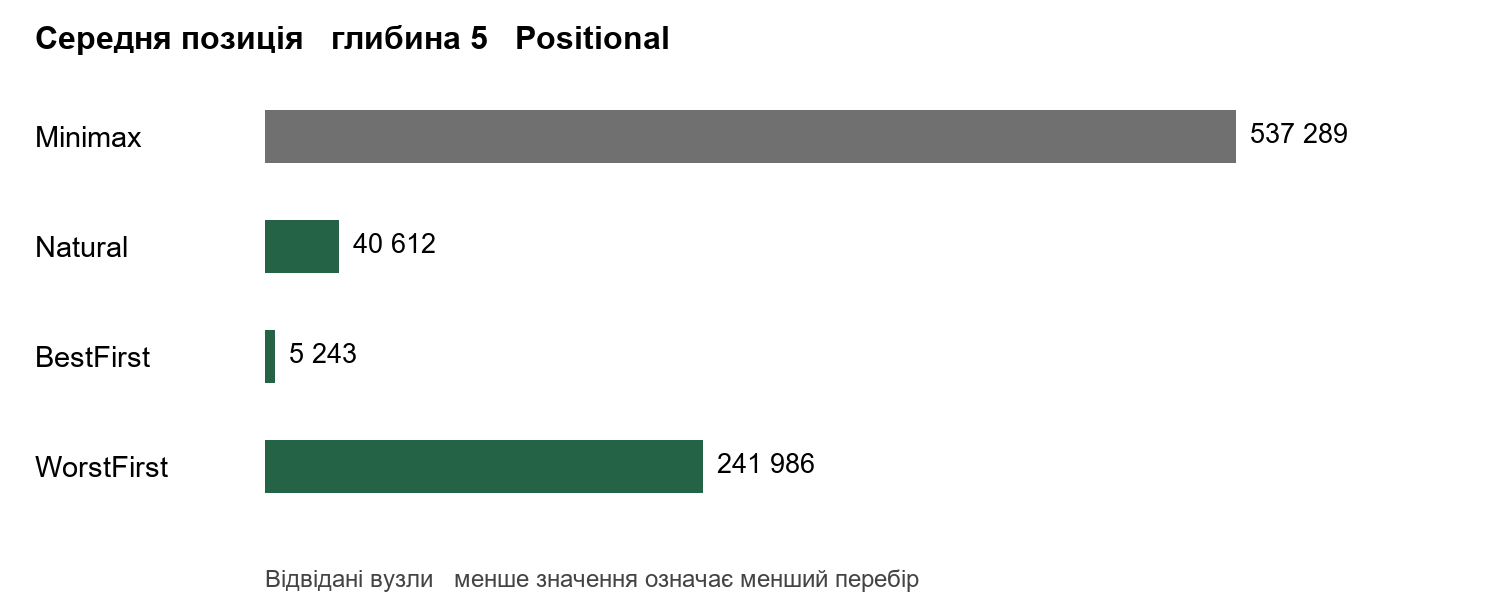 Середня позиція   глибина 5   Positional
Minimax 537 289
Natural 40 612
BestFirst 5 243
WorstFirst 241 986
Відвідані вузли   менше значення означає менший перебір